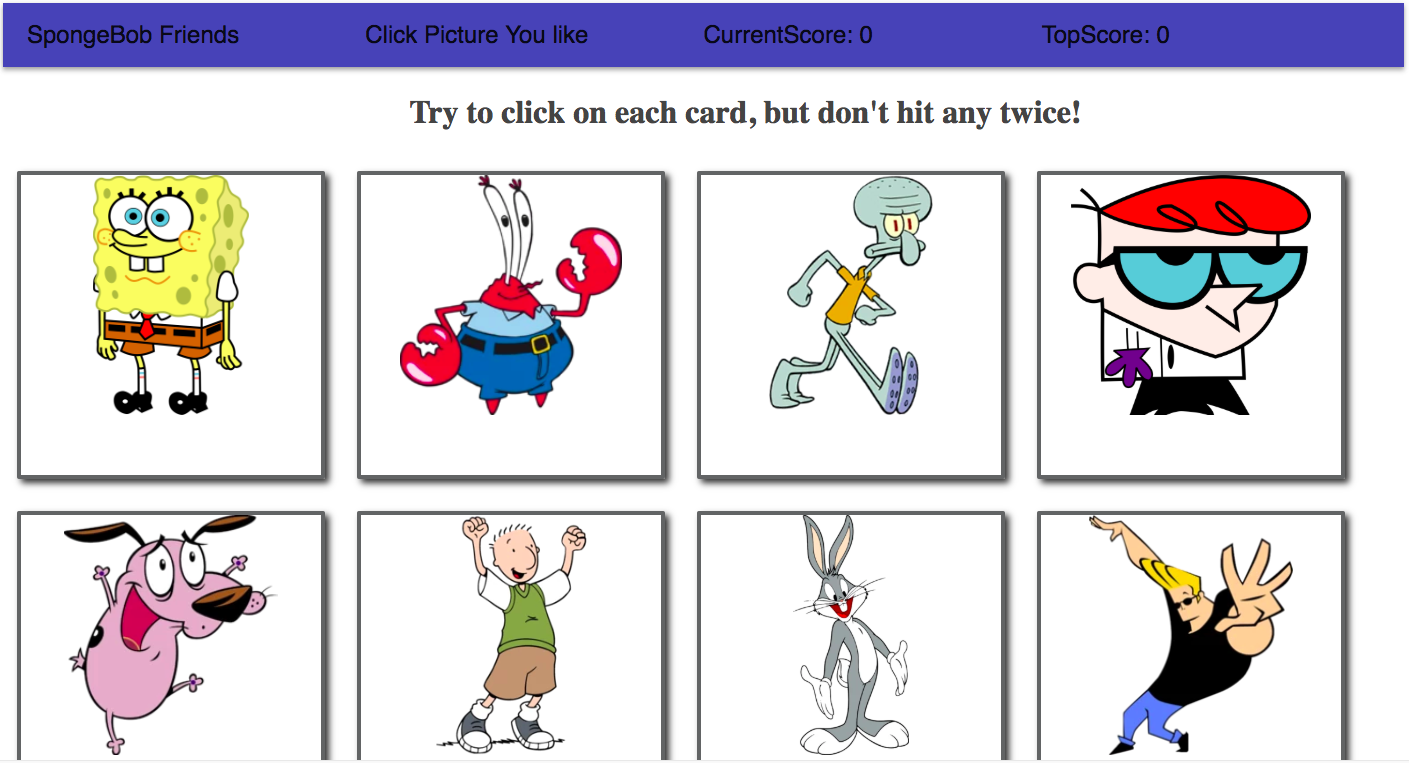 SpongeBob Friends Click Picture You like CurrentScore: 0 TopScore: 0
Try to click on each card, but don't hit any twice!